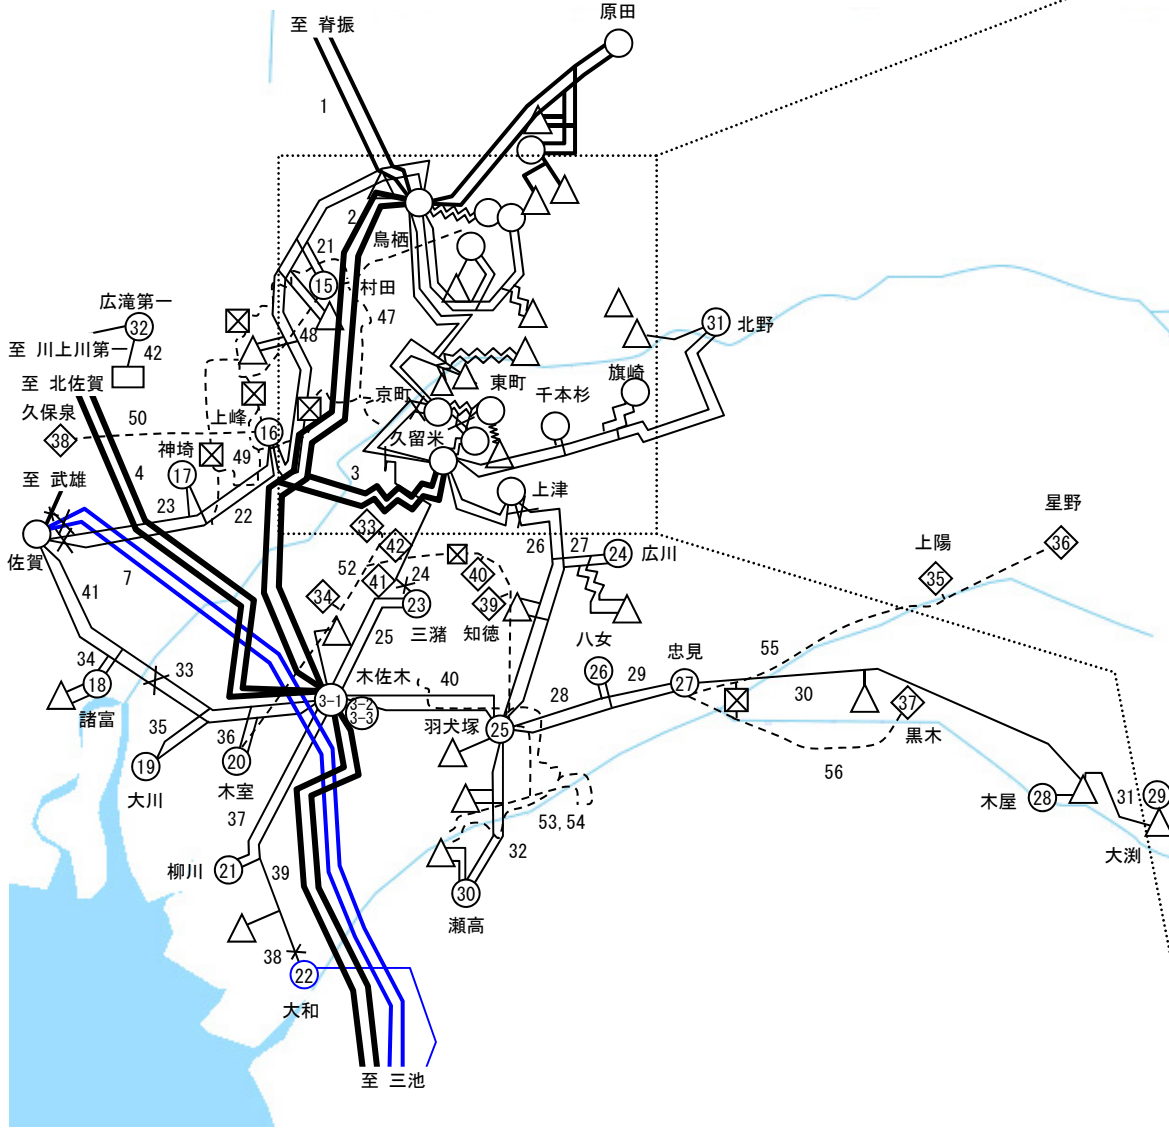 原田
至 脊振
1
2
鳥栖
21
15
村田
広滝第一
32
47
31
北野
至 川上川第一
42
48
至 北佐賀
旗崎
京町
東町
千本杉
久保泉
50
上峰
38
16
久留米
神埼
49
至 武雄
17
4
3
上津
23
22
星野
33
26
27
24
広川
佐賀
42
36
上陽
7
52
41
24
40
35
41
34
23
39
三潴
知徳
25
八女
忠見
34
33
木佐木
26
29
55
18
40
27
30
諸富
3-1
3-2
3-3
28
37
35
36
羽犬塚
25
黒木
19
20
56
大川
木室
木屋
28
31
29
37
53,54
大渕
32
柳川
21
39
30
瀬高
38
22
大和
至 三池